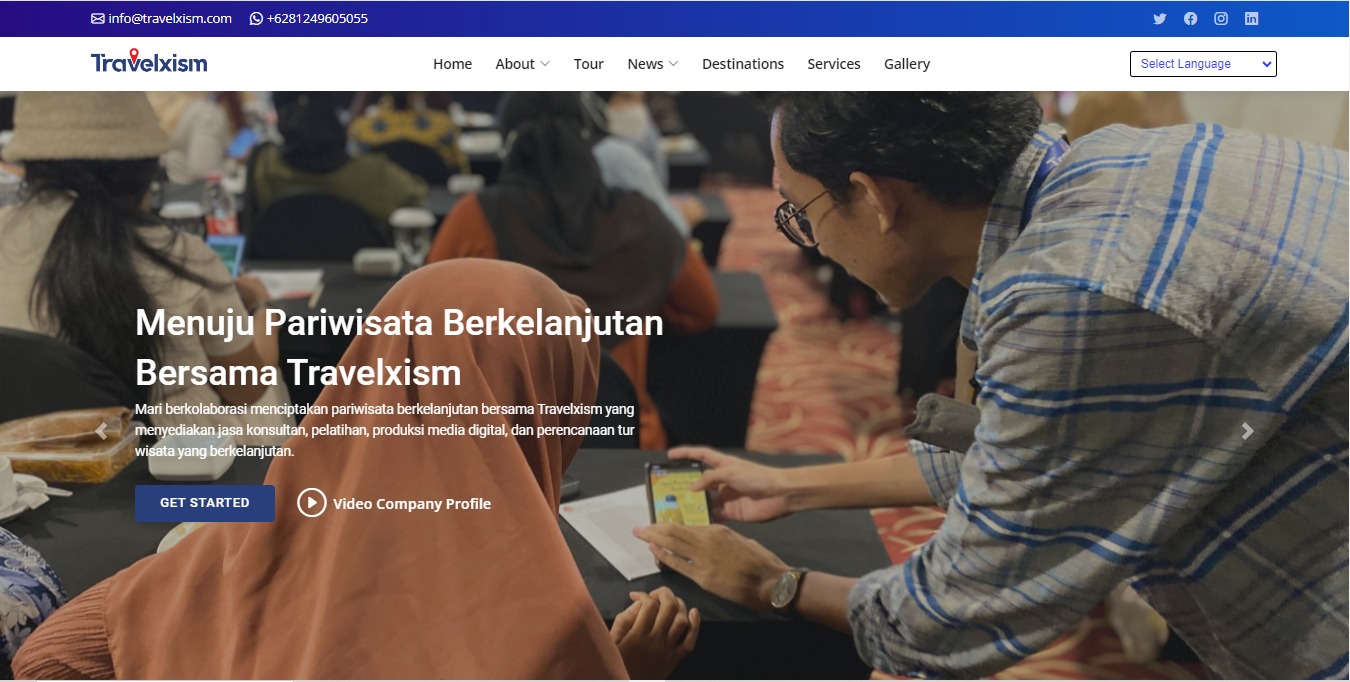 info@travelxism.com +6281249605055
Travelxism
Home About Tour News Destinations Services Gallery
Select Language
Menuju Pariwisata Berkelanjutan
Bersama Travelxism
Mari berkolaborasi menciptakan pariwisata berkelanjutan bersama Travelxism yang
menyediakan jasa konsultan, pelatihan, produksi media digital, dan perencanaan tur
wisata yang berkelanjutan.
GET STARTED
Video Company Profile